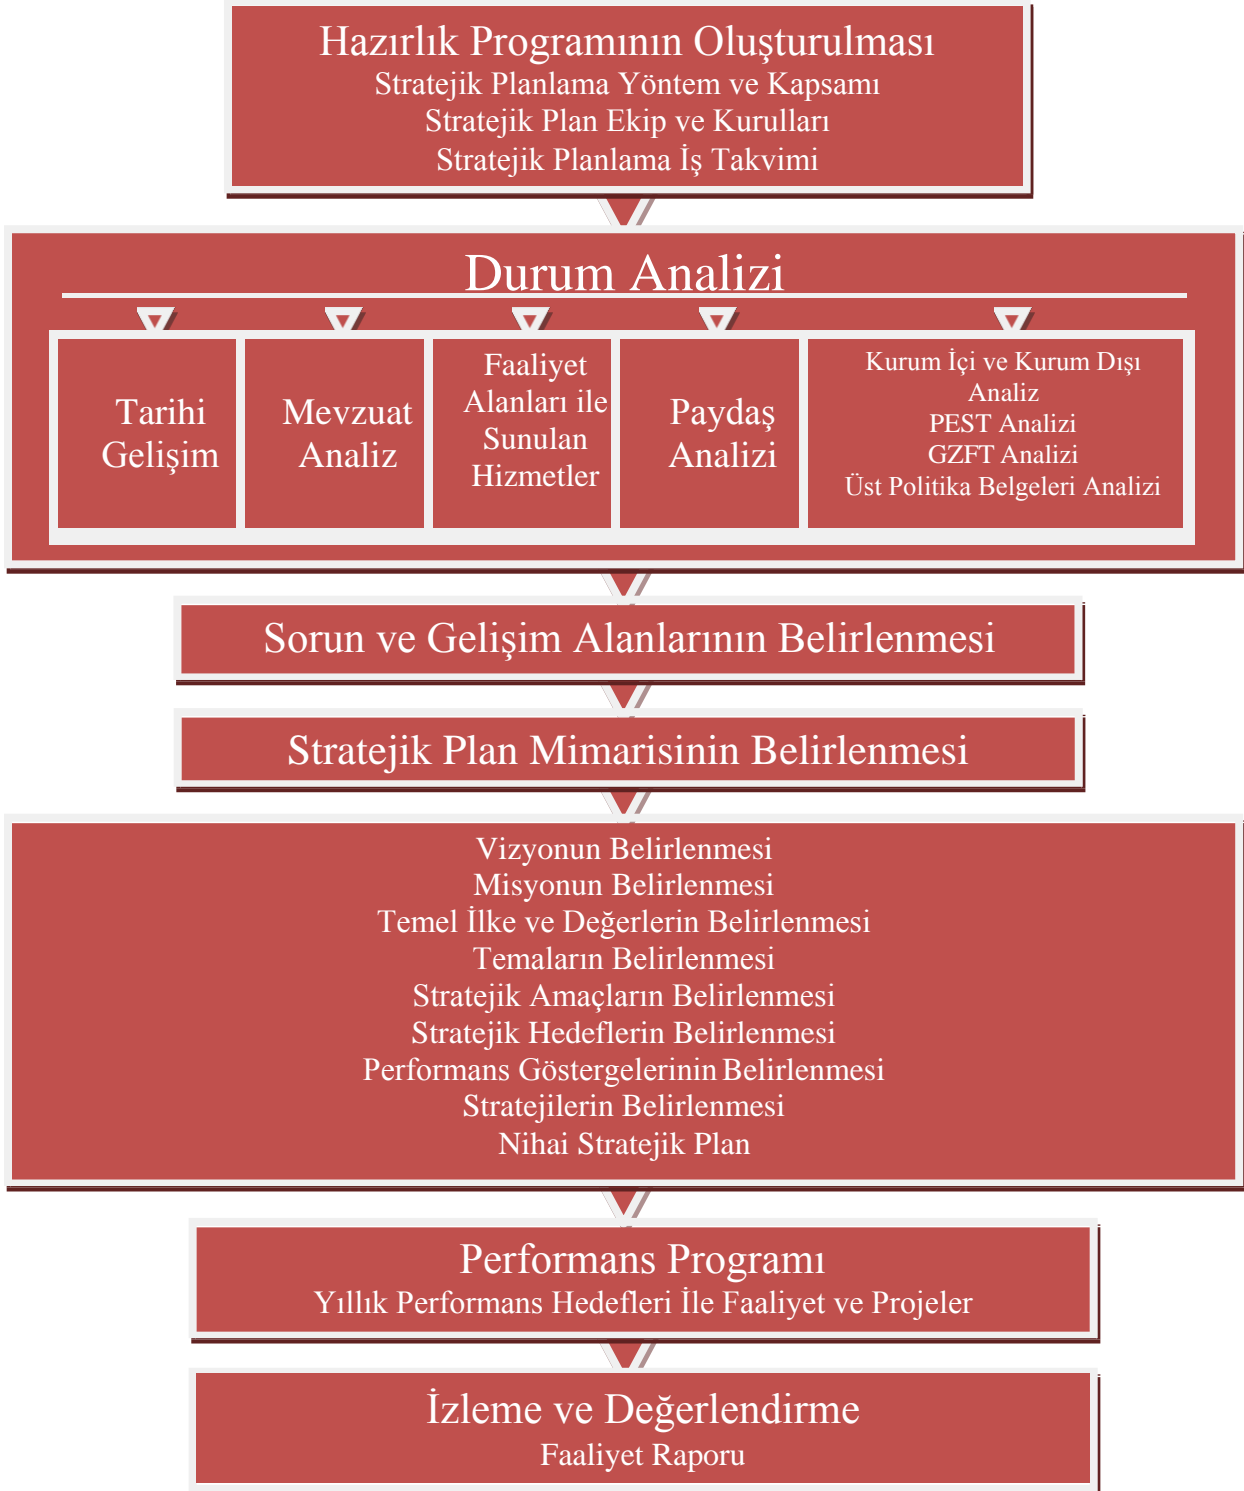 Hazırlık Programının Oluşturulması
Stratejik Planlama Yöntem ve Kapsamı
Stratejik Plan Ekip ve Kurulları
Stratejik Planlama İş Takvimi
Durum Analizi
Tarihi
Gelişim
Mevzuat
Analiz
Faaliyet
Alanları ile
Sunulan
Hizmetler
Paydaş
Analizi
Kurum İçi ve Kurum Dışı
Analiz
PEST Analizi
GZFT Analizi
Üst Politika Belgeleri Analizi
Sorun ve Gelişim Alanlarının Belirlenmesi
Stratejik Plan Mimarisinin Belirlenmesi
Vizyonun Belirlenmesi
Misyonun Belirlenmesi
Temel İlke ve Değerlerin Belirlenmesi
Temaların Belirlenmesi
Stratejik Amaçların Belirlenmesi
Stratejik Hedeflerin Belirlenmesi
Performans Göstergelerinin Belirlenmesi
Stratejilerin Belirlenmesi
Nihai Stratejik Plan
Performans Programı
Yıllık Performans Hedefleri İle Faaliyet ve Projeler
İzleme ve Değerlendirme
Faaliyet Raporu